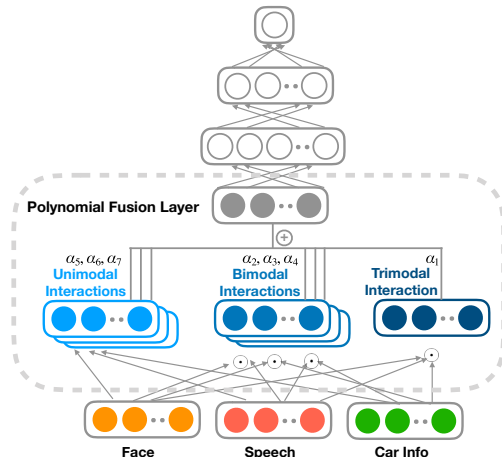 Polynomial Fusion Layer
α5, α6, α7
α2, α3, α4
α1
Unimodal
Interactions
Bimodal
Interactions
Trimodal
Interaction
Face
Speech
Car Info